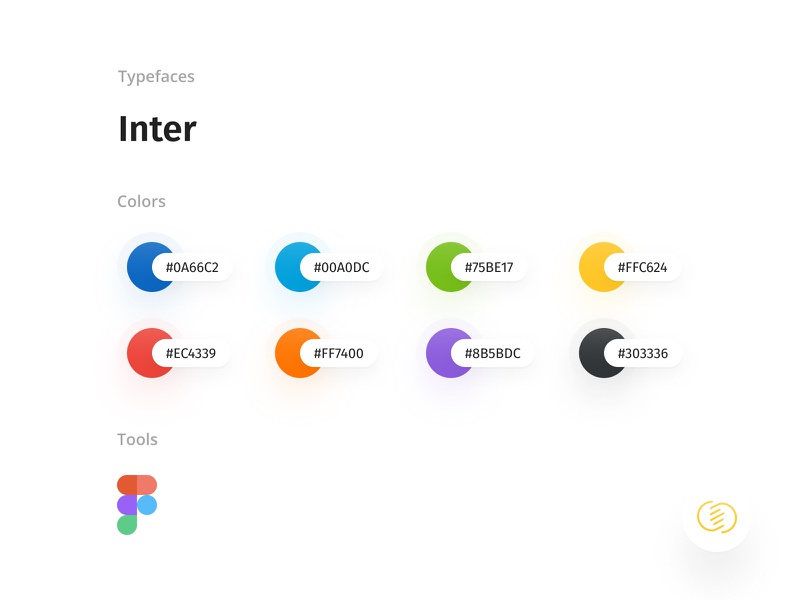 Typefaces
Inter
Colors
#0A66C2 #00A0DC #75BE17 #FFC624
#EC4339 #FF7400 #8B5BDC #303336
Tools